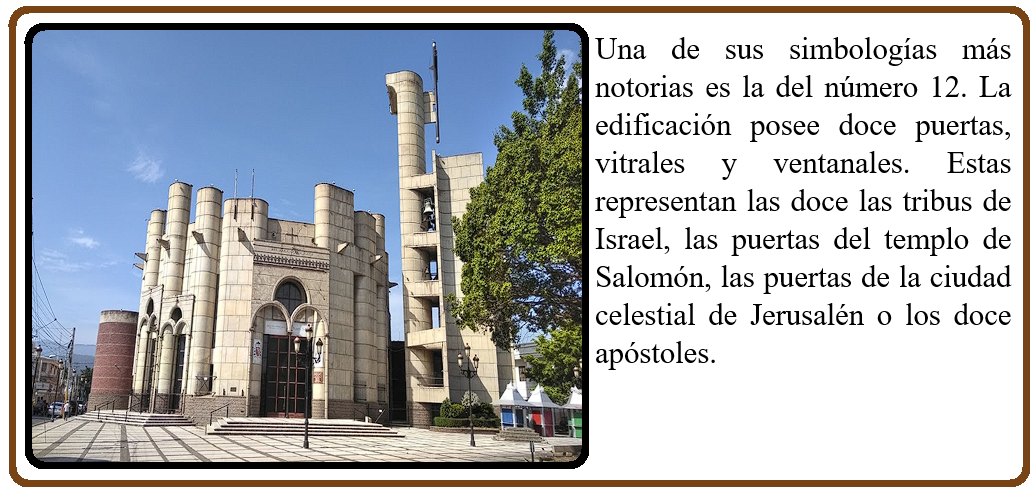 Una de sus simbologías más
notorias es la del número 12. La
edificación posee doce puertas,
vitrales y ventanales. Estas
representan las doce las tribus de
Israel, las puertas del templo de
Salomón, las puertas de la ciudad
celestial de Jerusalén o los doce
apóstoles.